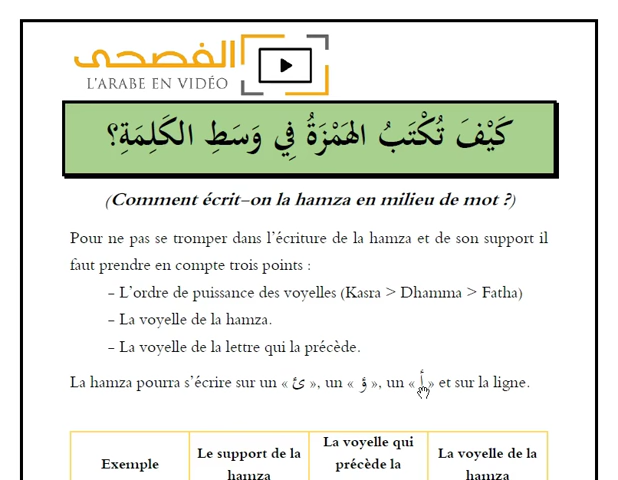 الفصحى
L'ARABE EN VIDÉO
كَيْفَ تُكْتَبُ الهَمْزَةُ فِي وَسَطِ الكَلِمَةِ؟
(Comment écrit-on la hamza en milieu de mot ?)
Pour ne pas se tromper dans l'écriture de la hamza et de son support il
faut prendre en compte trois points :
- L'ordre de puissance des voyelles (Kasra > Dhamma > Fatha)
- La voyelle de la hamza.
- La voyelle de la lettre qui la précède.
La hamza pourra s'écrire sur un « ئ », un « ؤ », un « أ » et sur la ligne.
Exemple
Le support de la
hamza
La voyelle qui
précède la
La voyelle de la
hamza